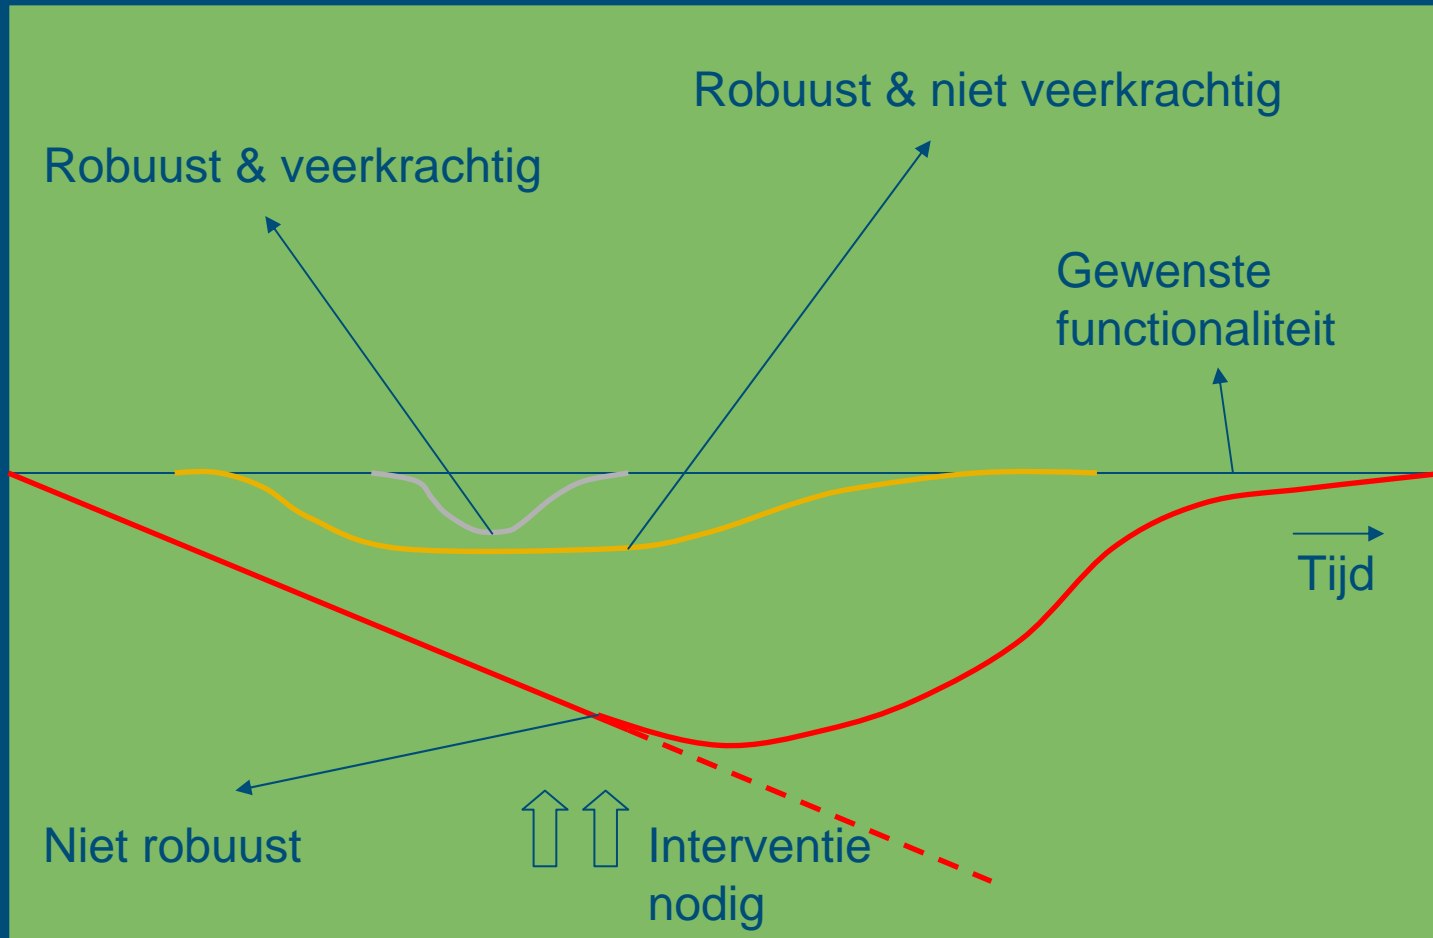 Robuust & niet veerkrachtig
Robuust & veerkrachtig
Gewenste
functionaliteit
Tijd
Niet robuust
Interventie
nodig